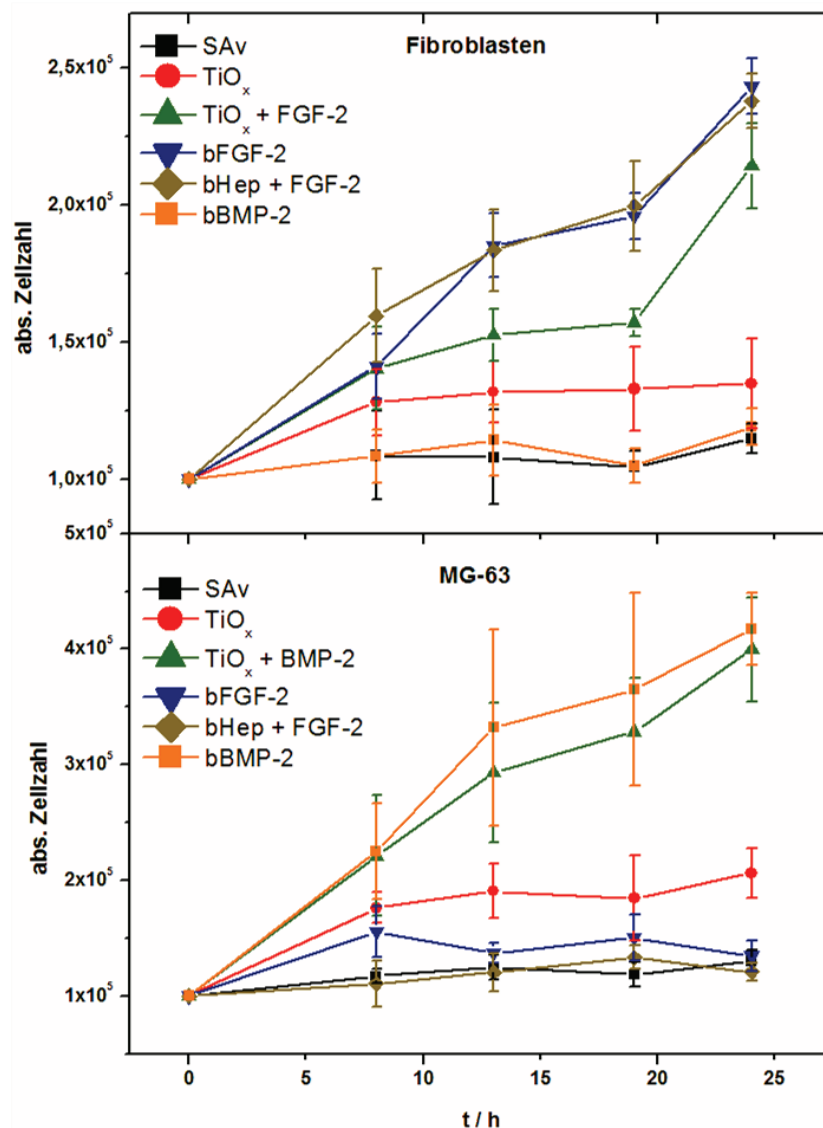 Fibroblasten
SAv
TiOₓ
TiOₓ + FGF-2
bFGF-2
bHep + FGF-2
bBMP-2
abs. Zellzahl
2,5x10⁵
2,0x10⁵
1,5x10⁵
1,0x10⁵
5x10⁵
MG-63
SAv
TiOₓ
TiOₓ + BMP-2
bFGF-2
bHep + FGF-2
bBMP-2
abs. Zellzahl
4x10⁵
3x10⁵
2x10⁵
1x10⁵
0 5 10 15 20 25
t / h